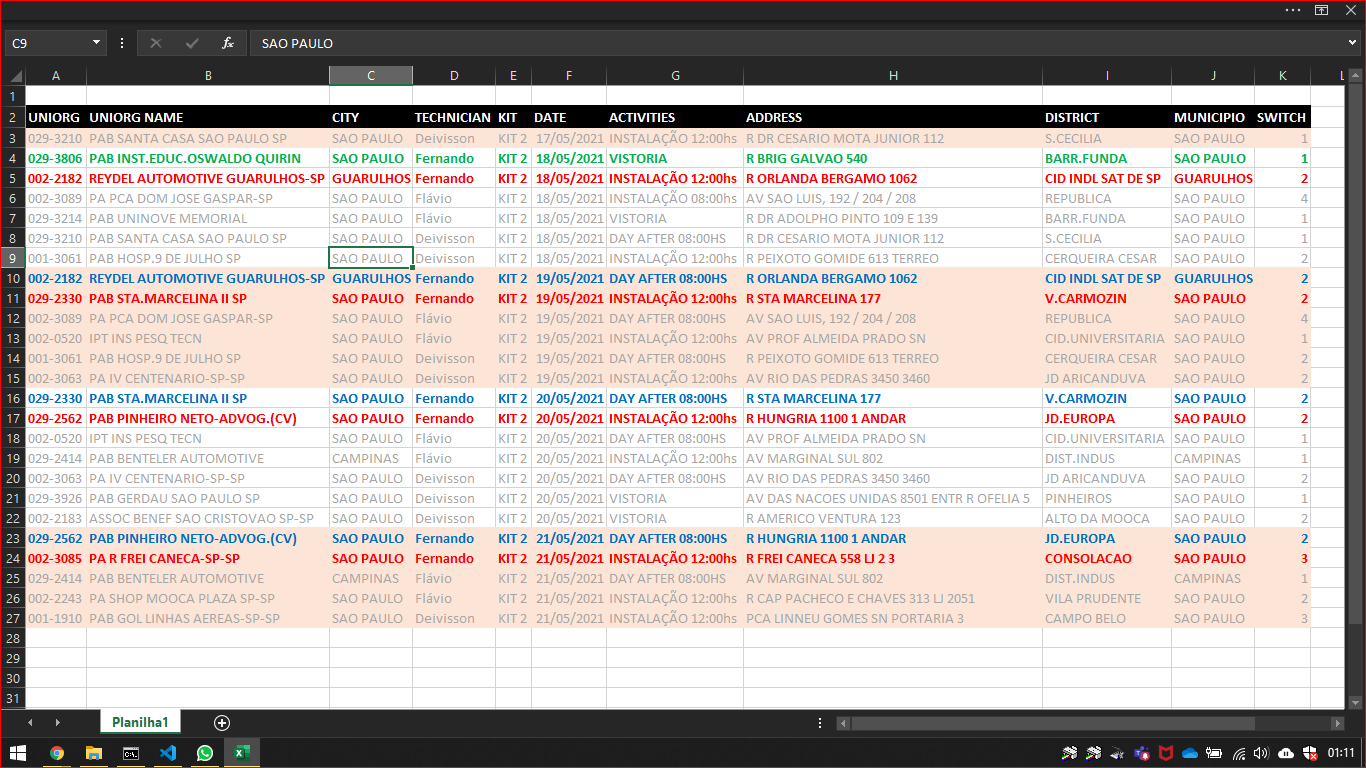 C9 fx SAO PAULO
A B C D E F G H I J K L
1
2 UNIORG UNIORG NAME CITY TECHNICIAN KIT DATE ACTIVITIES ADDRESS DISTRICT MUNICIPIO SWITCH
3 029-3210 PAB SANTA CASA SAO PAULO SP SAO PAULO Deivisson KIT 2 17/05/2021 INSTALAÇÃO 12:00hs R DR CESARIO MOTA JUNIOR 112 S.CECILIA SAO PAULO 1
4 029-3806 PAB INST.EDUC.OSWALDO QUIRIN SAO PAULO Fernando KIT 2 18/05/2021 VISTORIA R BRIG GALVAO 540 BARR.FUNDA SAO PAULO 1
5 002-2182 REYDEL AUTOMOTIVE GUARULHOS-SP GUARULHOS Fernando KIT 2 18/05/2021 INSTALAÇÃO 12:00hs R ORLANDA BERGAMO 1062 CID INDL SAT DE SP GUARULHOS 2
6 002-3089 PA PCA DOM JOSE GASPAR-SP SAO PAULO Flávio KIT 2 18/05/2021 INSTALAÇÃO 08:00hs AV SAO LUIS, 192 / 204 / 208 REPUBLICA SAO PAULO 4
7 029-3214 PAB UNINOVE MEMORIAL SAO PAULO Flávio KIT 2 18/05/2021 VISTORIA R DR ADOLPHO PINTO 109 E 139 BARR.FUNDA SAO PAULO 1
8 029-3210 PAB SANTA CASA SAO PAULO SP SAO PAULO Deivisson KIT 2 18/05/2021 DAY AFTER 08:00HS R DR CESARIO MOTA JUNIOR 112 S.CECILIA SAO PAULO 1
9 001-3061 PAB HOSP.9 DE JULHO SP SAO PAULO Deivisson KIT 2 18/05/2021 INSTALAÇÃO 12:00hs R PEIXOTO GOMIDE 613 TERREO CERQUEIRA CESAR SAO PAULO 2
10 002-2182 REYDEL AUTOMOTIVE GUARULHOS-SP GUARULHOS Fernando KIT 2 19/05/2021 DAY AFTER 08:00HS R ORLANDA BERGAMO 1062 CID INDL SAT DE SP GUARULHOS 2
11 029-2330 PAB STA.MARCELINA II SP SAO PAULO Fernando KIT 2 19/05/2021 INSTALAÇÃO 12:00hs R STA MARCELINA 177 V.CARMOZIN SAO PAULO 2
12 002-3089 PA PCA DOM JOSE GASPAR-SP SAO PAULO Flávio KIT 2 19/05/2021 DAY AFTER 08:00HS AV SAO LUIS, 192 / 204 / 208 REPUBLICA SAO PAULO 4
13 002-0520 IPT INS PESQ TECN SAO PAULO Flávio KIT 2 19/05/2021 INSTALAÇÃO 12:00hs AV PROF ALMEIDA PRADO SN CID.UNIVERSITARIA SAO PAULO 1
14 001-3061 PAB HOSP.9 DE JULHO SP SAO PAULO Deivisson KIT 2 19/05/2021 DAY AFTER 08:00HS R PEIXOTO GOMIDE 613 TERREO CERQUEIRA CESAR SAO PAULO 2
15 002-3063 PA IV CENTENARIO-SP-SP SAO PAULO Deivisson KIT 2 19/05/2021 INSTALAÇÃO 12:00hs AV RIO DAS PEDRAS 3450 3460 JD ARICANDUVA SAO PAULO 2
16 029-2330 PAB STA.MARCELINA II SP SAO PAULO Fernando KIT 2 20/05/2021 DAY AFTER 08:00HS R STA MARCELINA 177 V.CARMOZIN SAO PAULO 2
17 029-2562 PAB PINHEIRO NETO-ADVOG.(CV) SAO PAULO Fernando KIT 2 20/05/2021 INSTALAÇÃO 12:00hs R HUNGRIA 1100 1 ANDAR JD.EUROPA SAO PAULO 2
18 002-0520 IPT INS PESQ TECN SAO PAULO Flávio KIT 2 20/05/2021 DAY AFTER 08:00HS AV PROF ALMEIDA PRADO SN CID.UNIVERSITARIA SAO PAULO 1
19 029-2414 PAB BENTELER AUTOMOTIVE CAMPINAS Flávio KIT 2 20/05/2021 INSTALAÇÃO 12:00hs AV MARGINAL SUL 802 DIST.INDUS CAMPINAS 1
20 002-3063 PA IV CENTENARIO-SP-SP SAO PAULO Deivisson KIT 2 20/05/2021 DAY AFTER 08:00HS AV RIO DAS PEDRAS 3450 3460 JD ARICANDUVA SAO PAULO 2
21 029-3926 PAB GERDAU SAO PAULO SP SAO PAULO Deivisson KIT 2 20/05/2021 VISTORIA AV DAS NACOES UNIDAS 8501 ENTR R OFELIA 5 PINHEIROS SAO PAULO 1
22 002-2183 ASSOC BENEF SAO CRISTOVAO SP-SP SAO PAULO Deivisson KIT 2 20/05/2021 VISTORIA R AMERICO VENTURA 123 ALTO DA MOOCA SAO PAULO 2
23 029-2562 PAB PINHEIRO NETO-ADVOG.(CV) SAO PAULO Fernando KIT 2 21/05/2021 DAY AFTER 08:00HS R HUNGRIA 1100 1 ANDAR JD.EUROPA SAO PAULO 2
24 002-3085 PA R FREI CANECA-SP-SP SAO PAULO Fernando KIT 2 21/05/2021 INSTALAÇÃO 12:00hs R FREI CANECA 558 LJ 2 3 CONSOLACAO SAO PAULO 3
25 029-2414 PAB BENTELER AUTOMOTIVE CAMPINAS Flávio KIT 2 21/05/2021 DAY AFTER 08:00HS AV MARGINAL SUL 802 DIST.INDUS CAMPINAS 1
26 002-2243 PA SHOP MOOCA PLAZA SP-SP SAO PAULO Flávio KIT 2 21/05/2021 INSTALAÇÃO 12:00hs R CAP PACHECO E CHAVES 313 LJ 2051 VILA PRUDENTE SAO PAULO 2
27 001-1910 PAB GOL LINHAS AEREAS-SP-SP SAO PAULO Deivisson KIT 2 21/05/2021 INSTALAÇÃO 12:00hs PCA LINNEU GOMES SN PORTARIA 3 CAMPO BELO SAO PAULO 3
28
29
30
31
Planilha1
01:11